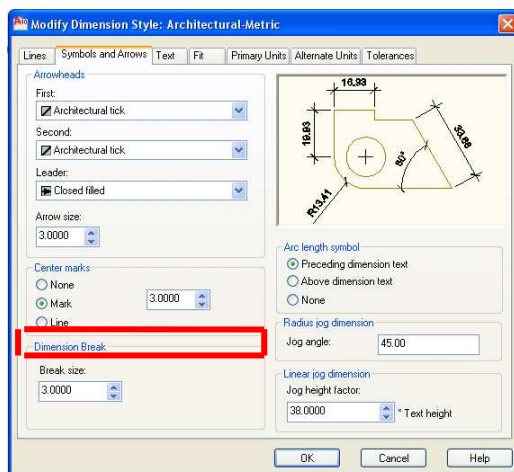 Modify Dimension Style: Architectural-Metric
Lines
Symbols and Arrows
Text
Fit
Primary Units
Alternate Units
Tolerances
Arrowheads
First:
Architectural tick
Second:
Architectural tick
Leader:
Closed filled
Arrow size:
3.0000
Center marks
None
Mark
3.0000
Line
Dimension Break
Break size:
3.0000
16.93
19.93
33.68
60°
R13.41
Arc length symbol
Preceding dimension text
Above dimension text
None
Radius jog dimension
Jog angle:
45.00
Linear jog dimension
Jog height factor:
38.0000
* Text height
OK
Cancel
Help